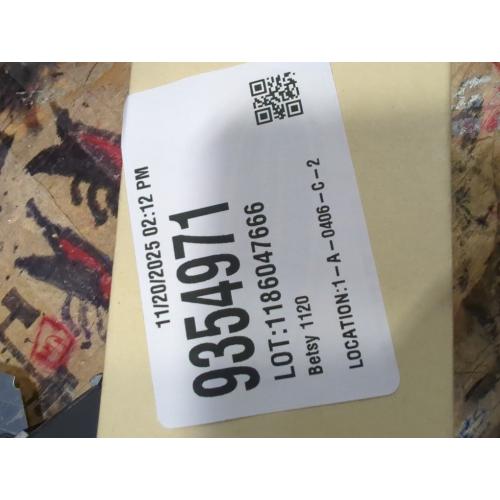 11/20/2025 02:12 PM
9354971
LOT:1186047666
Betsy 1120
LOCATION:1-A-0406-C-2